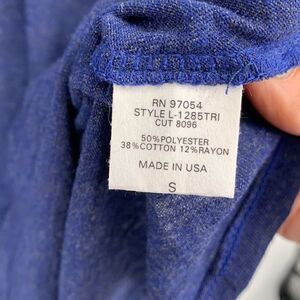 RN 97054
STYLE L-1285TRI
CUT 8096
50%POLYESTER
38%COTTON 12%RAYON
MADE IN USA
S